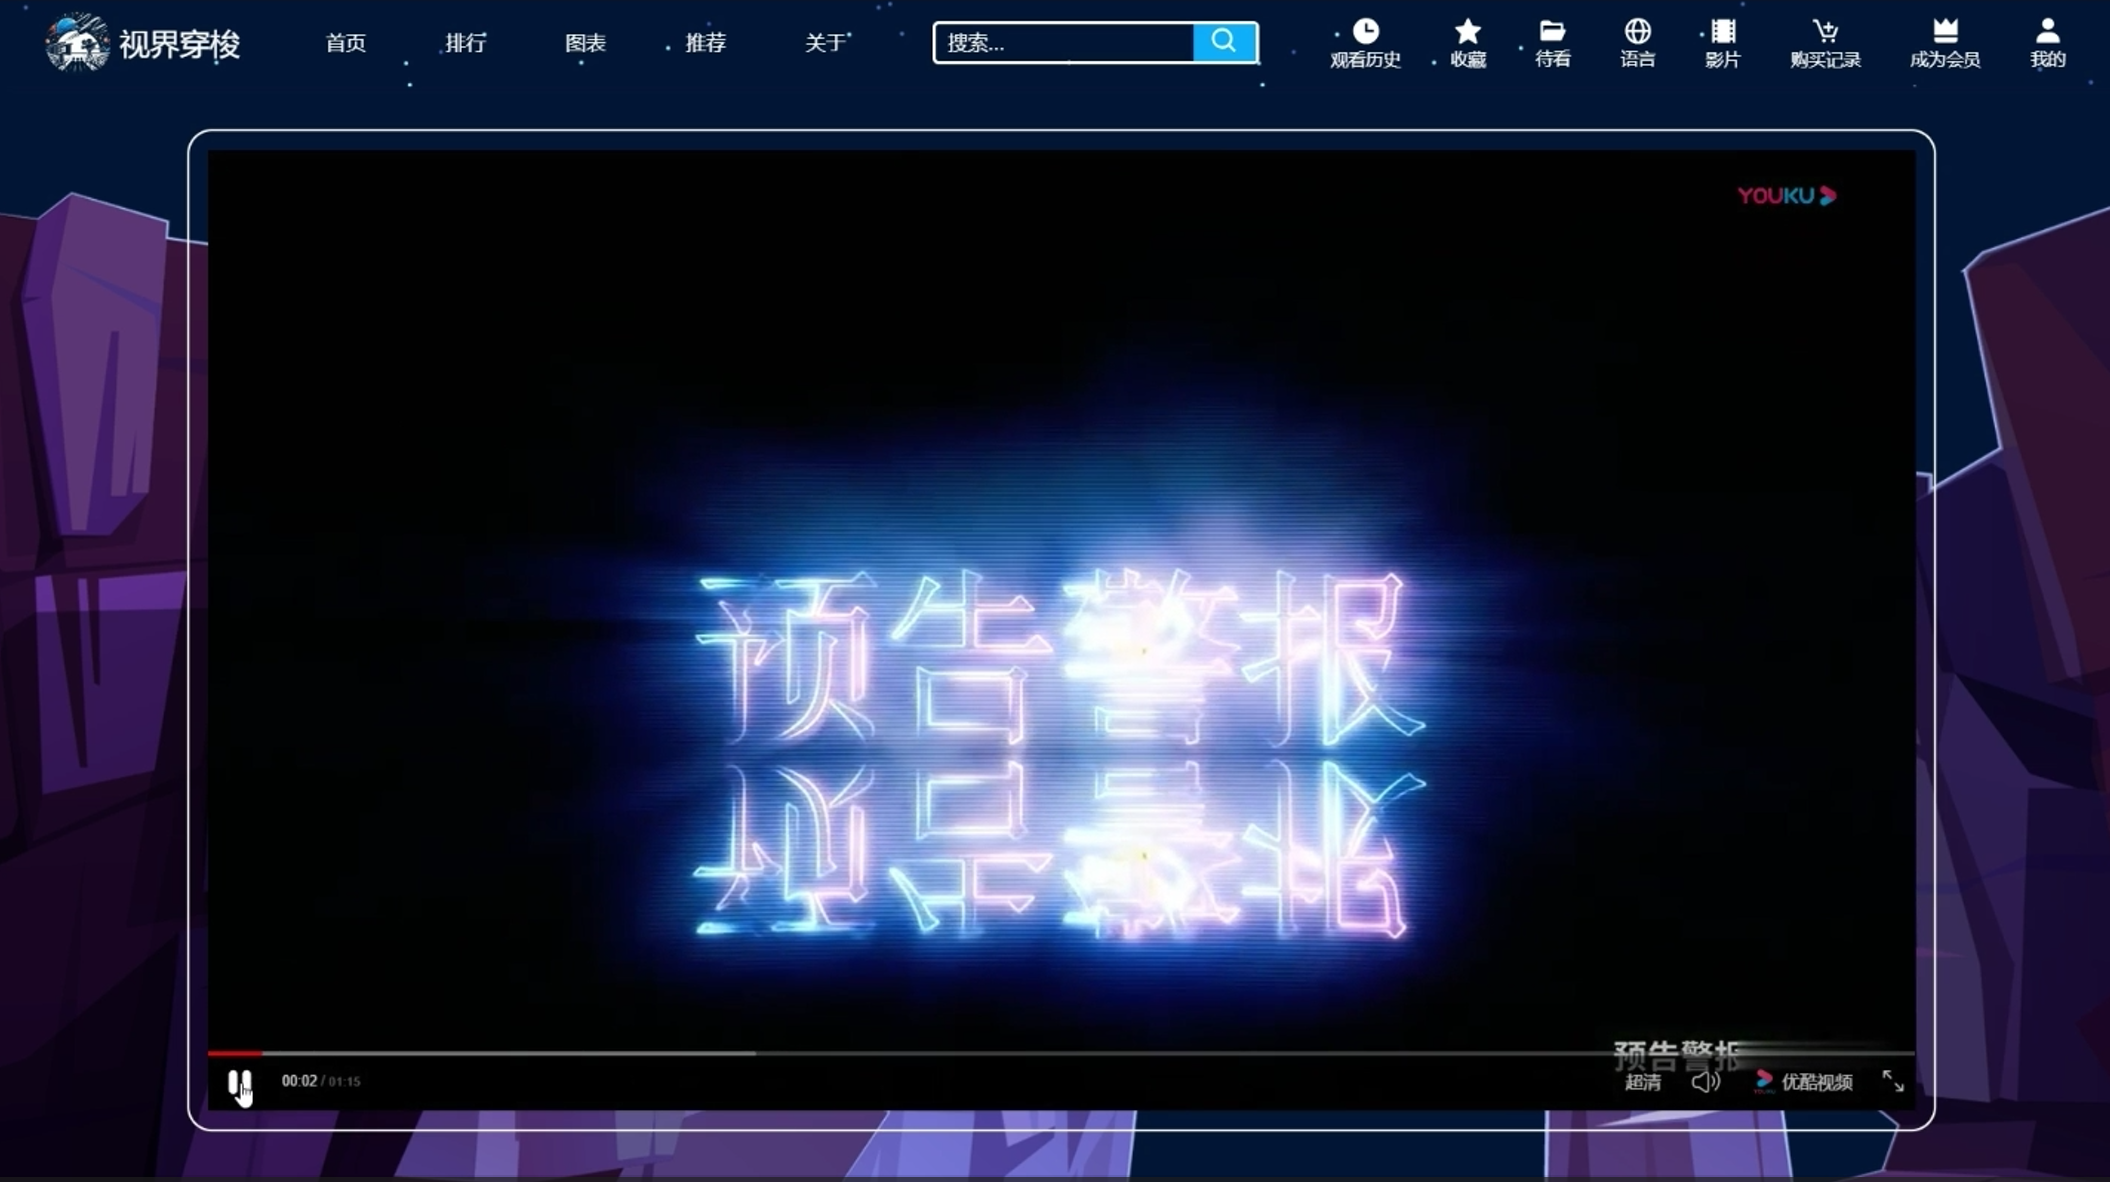 视界穿梭
首页 排行 图表 推荐 关于
搜索...
观看历史 收藏 待看 语言 影片 购买记录 成为会员 我的
YOUKU
预告警报
预告警报
00:02 / 01:15
超清 优酷视频